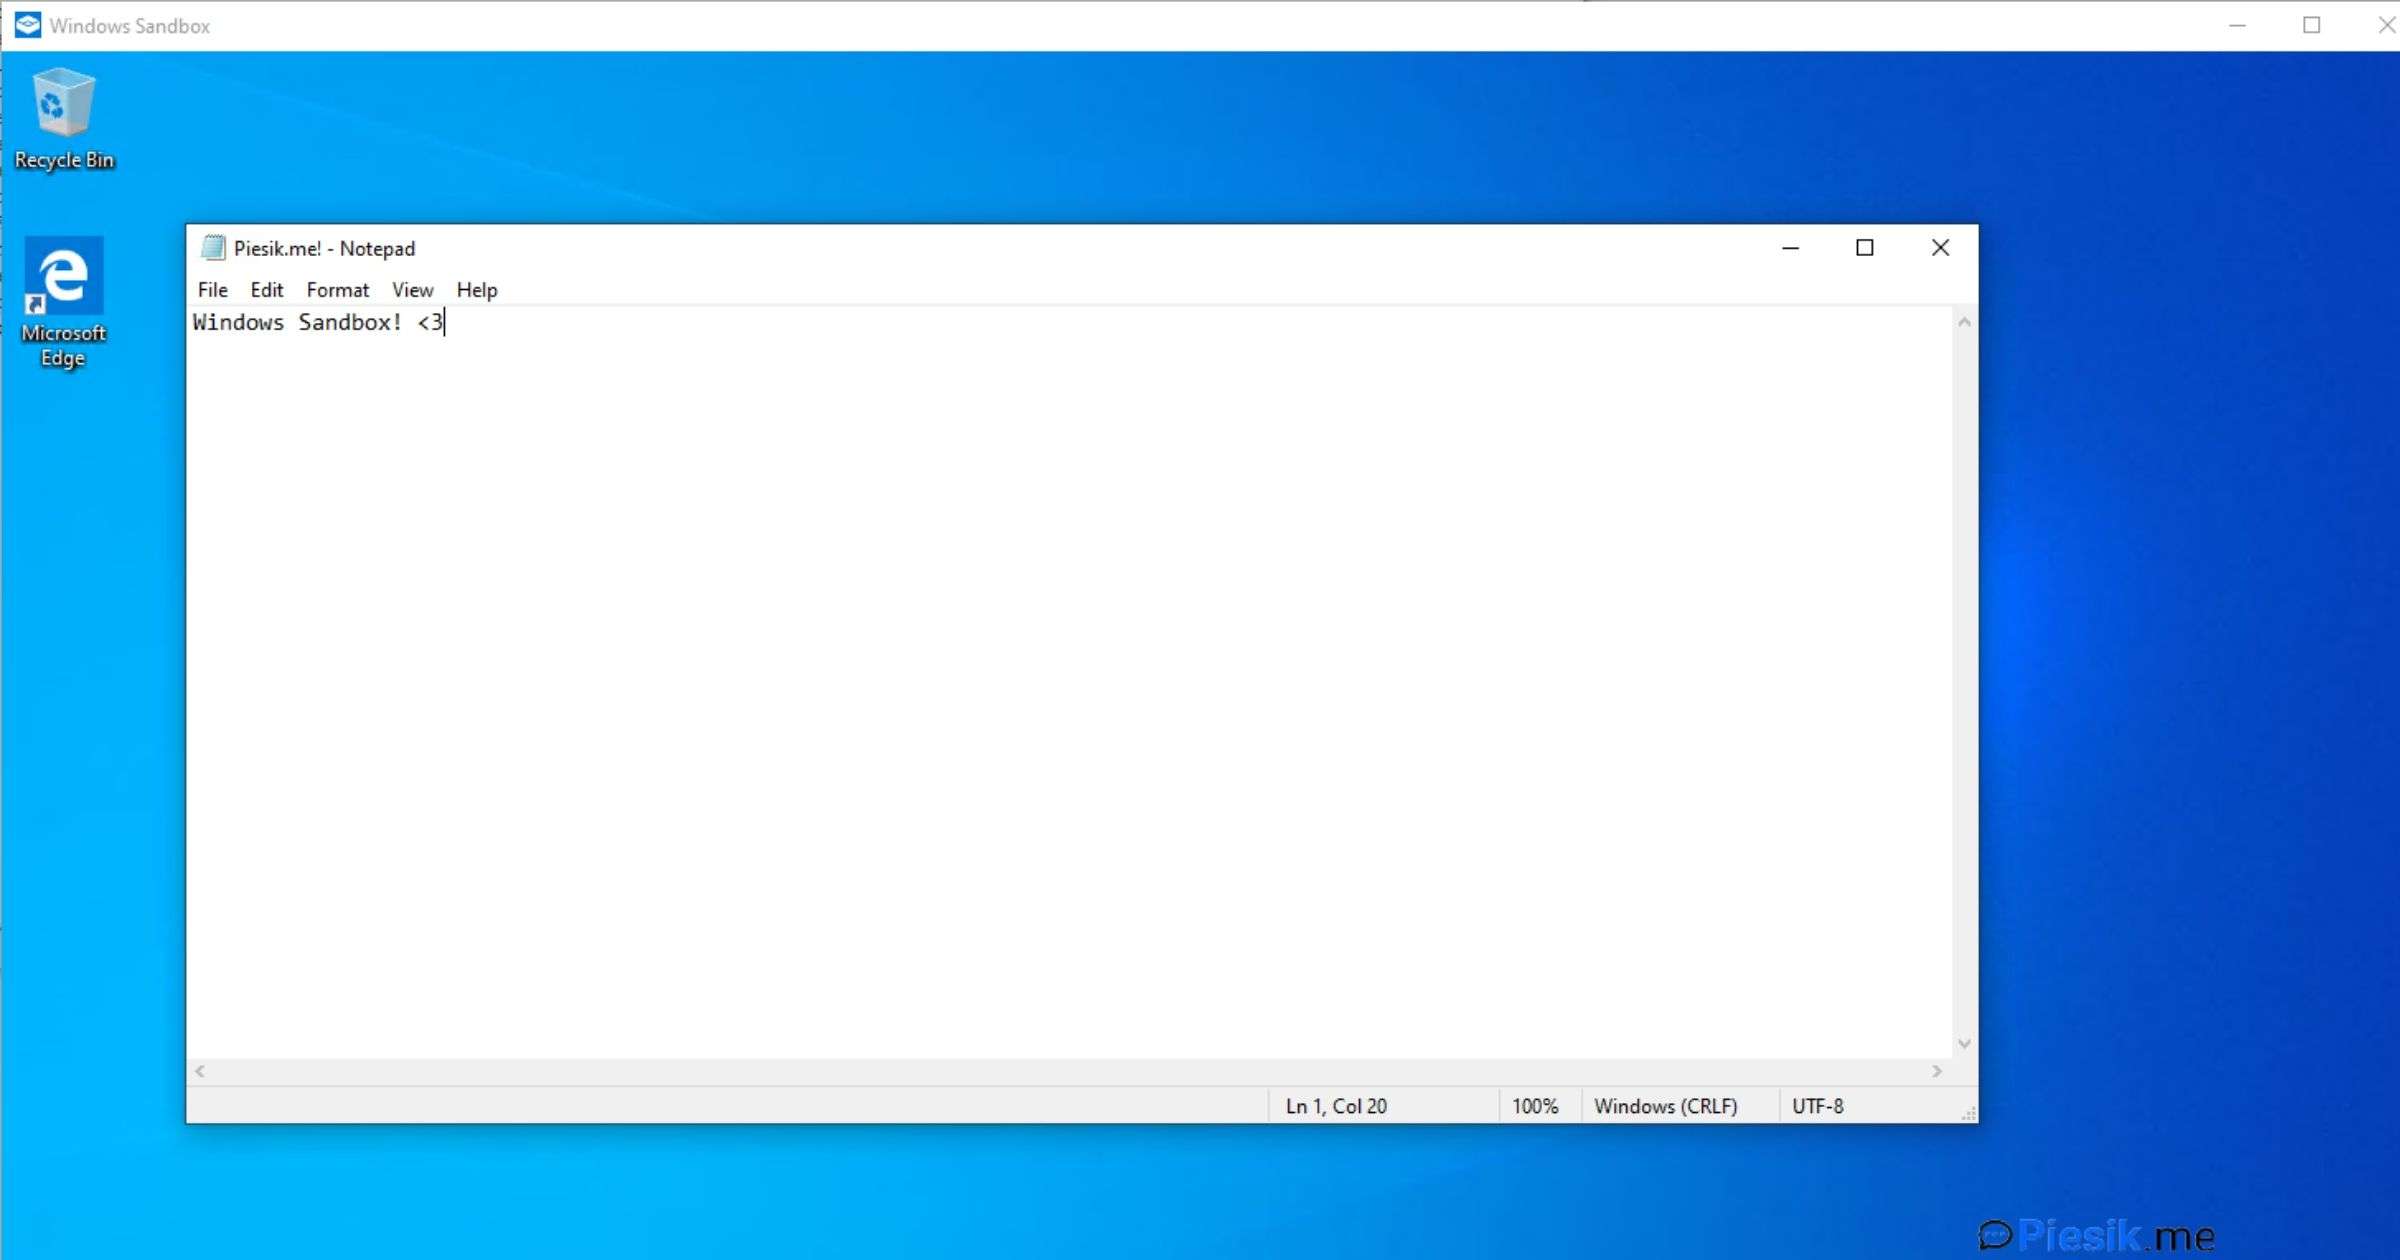 Windows Sandbox
Recycle Bin
Microsoft
Edge
Piesik.me! - Notepad
File Edit Format View Help
Windows Sandbox! <3
Ln 1, Col 20 100% Windows (CRLF) UTF-8
Piesik.me